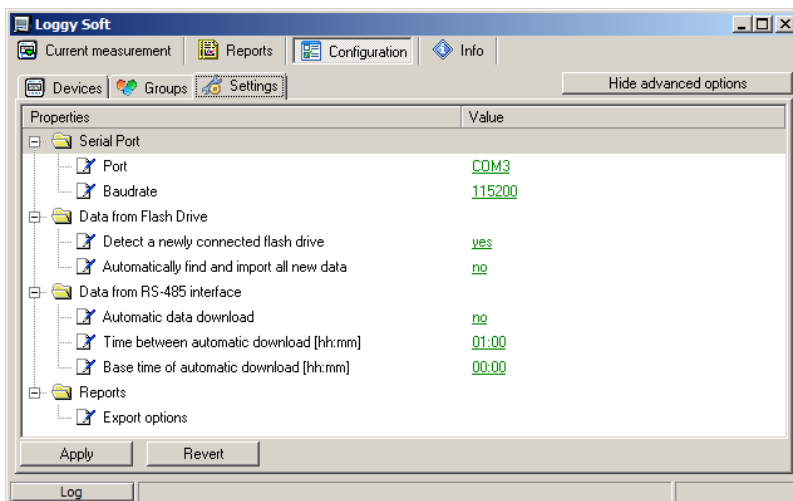 Loggy Soft
Current measurement Reports Configuration Info
Devices Groups Settings Hide advanced options
Properties Value
Serial Port
Port COM3
Baudrate 115200
Data from Flash Drive
Detect a newly connected flash drive yes
Automatically find and import all new data no
Data from RS-485 interface
Automatic data download no
Time between automatic download [hh:mm] 01:00
Base time of automatic download [hh:mm] 00:00
Reports
Export options
Apply Revert
Log